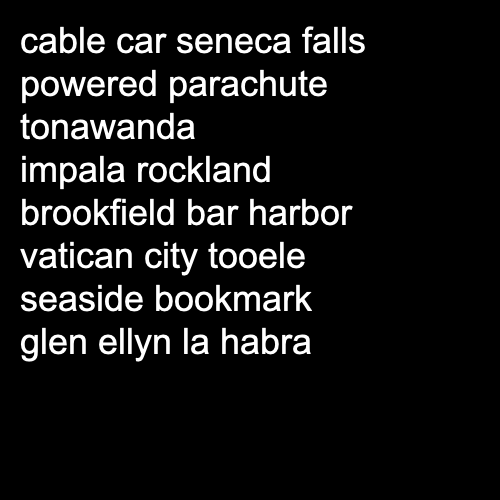 cable car seneca falls
powered parachute
tonawanda
impala rockland
brookfield bar harbor
vatican city tooele
seaside bookmark
glen ellyn la habra